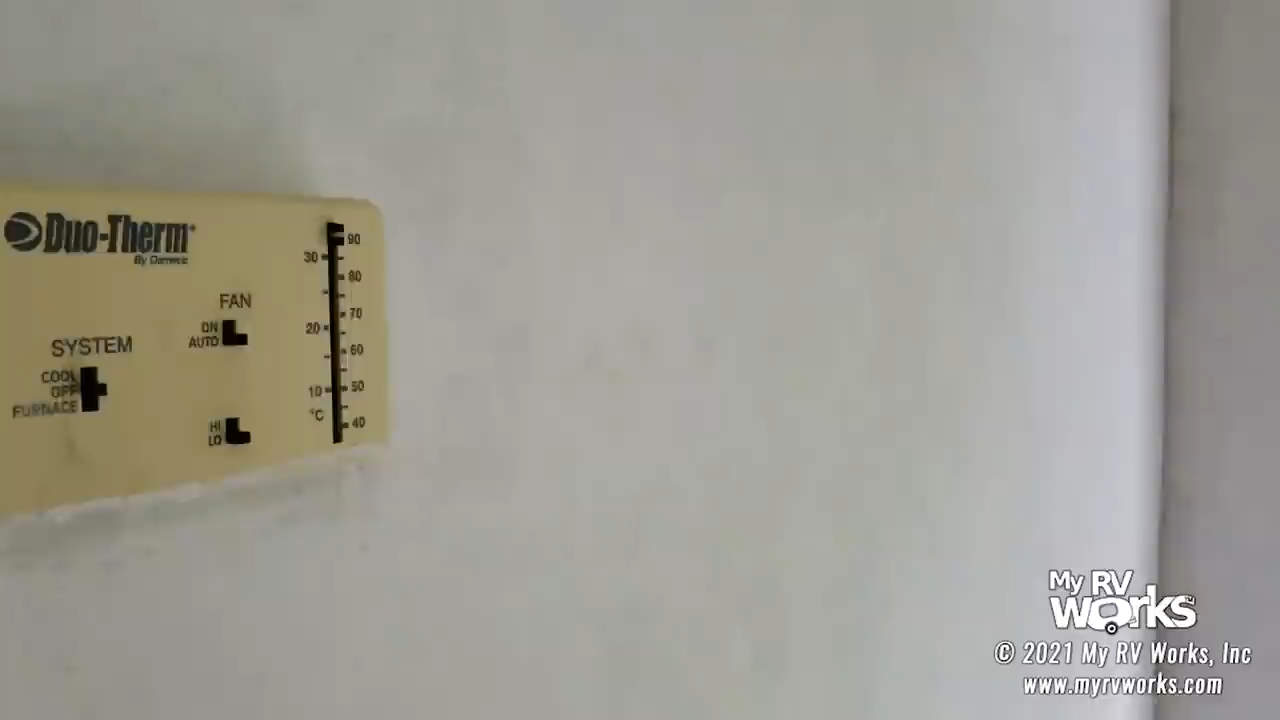 Duo-Therm
By Dometic
FAN
ON
AUTO
SYSTEM
COOL
OFF
FURNACE
HI
LO
90
30
80
70
20
60
10
50
°C
40
My RV
Works
© 2021 My RV Works, Inc
www.myrvworks.com